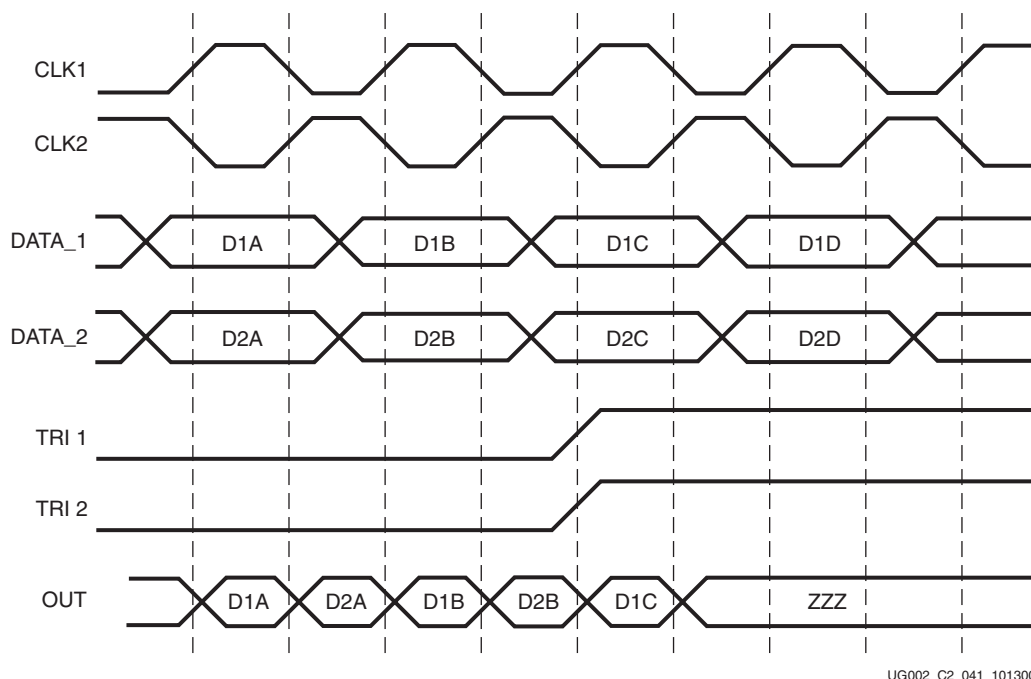 CLK1
CLK2
DATA_1 D1A D1B D1C D1D
DATA_2 D2A D2B D2C D2D
TRI 1
TRI 2
OUT D1A D2A D1B D2B D1C ZZZ
UG002_C2_041_101300